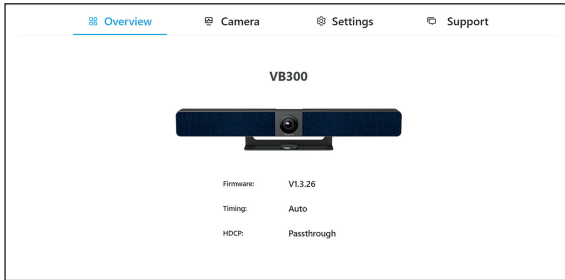 Overview Camera Settings Support
VB300
Firmware: V1.3.26
Timing: Auto
HDCP: Passthrough